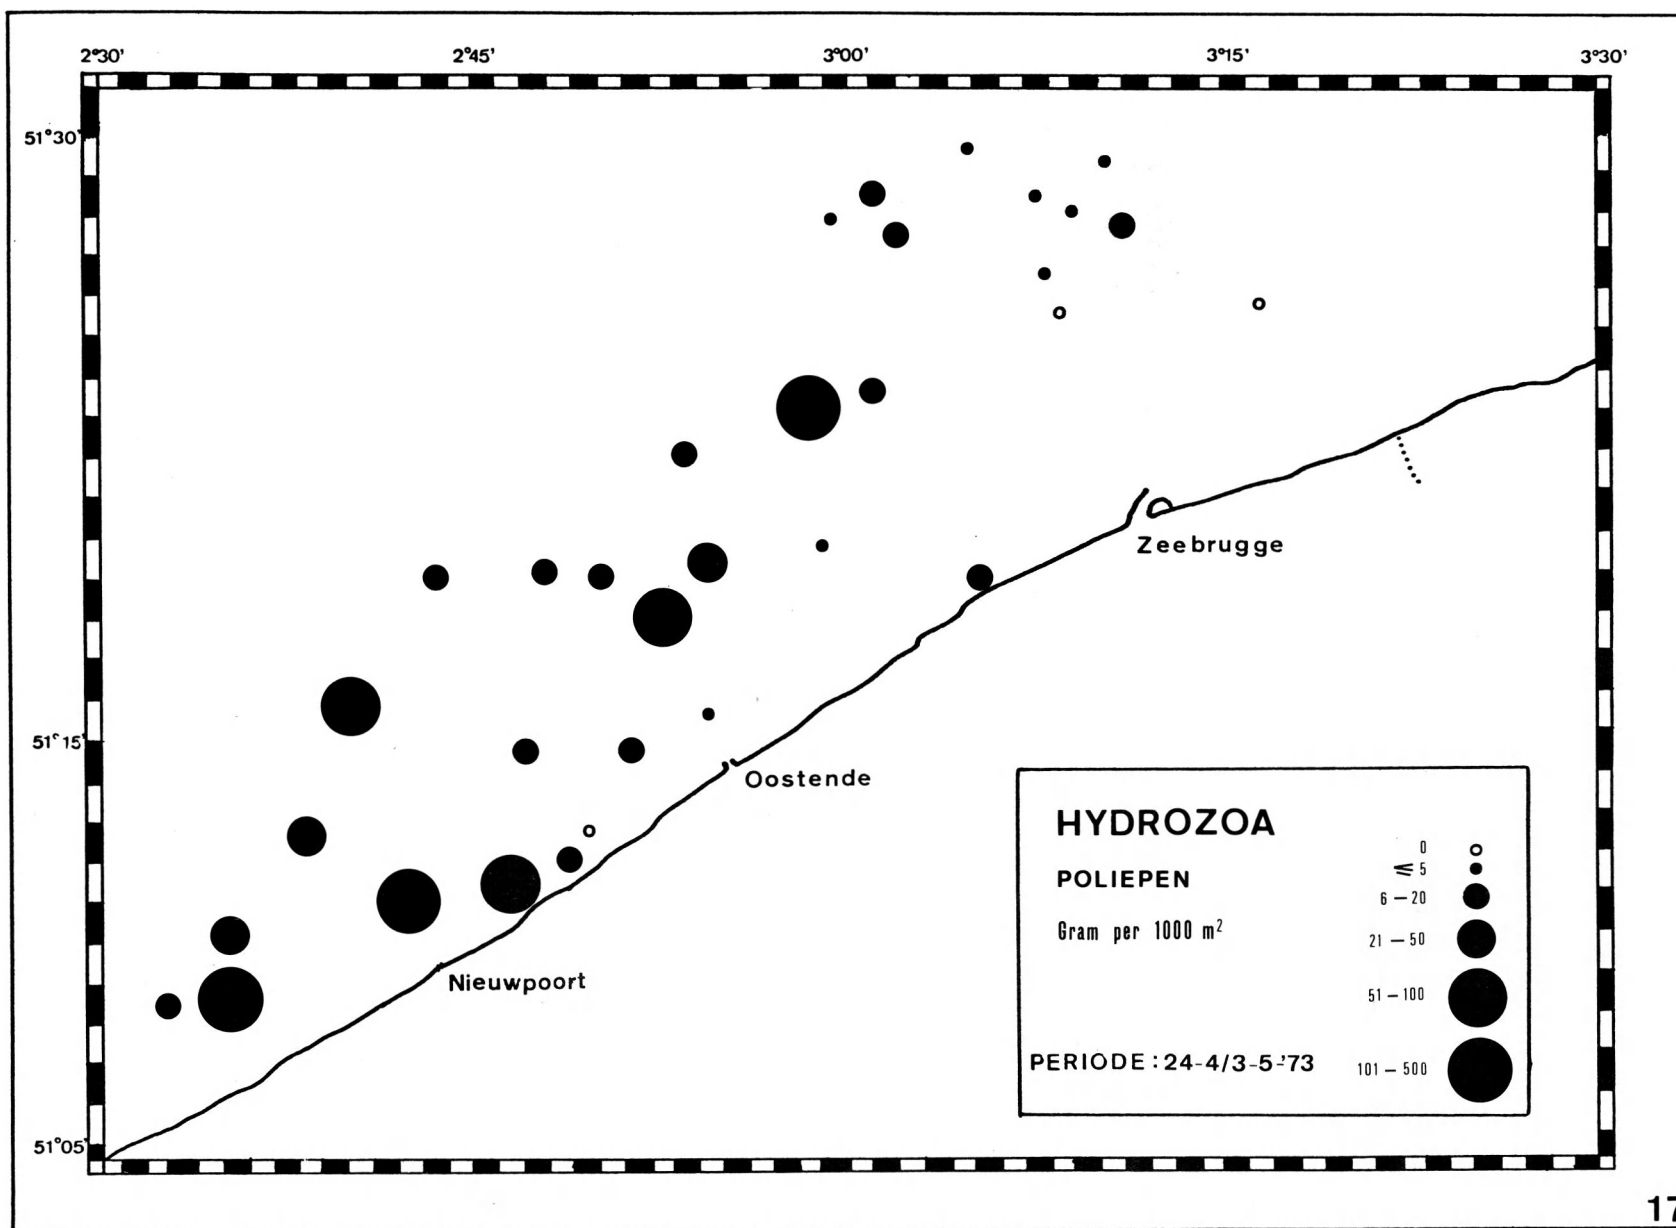 2°30' 2°45' 3°00' 3°15' 3°30'
51°30'
51°15'
51°05'
Zeebrugge
Oostende
Nieuwpoort
HYDROZOA
POLIEPEN
Gram per 1000 m²
0
≤ 5
6 – 20
21 – 50
51 – 100
101 – 500
PERIODE : 24-4/3-5-'73
17